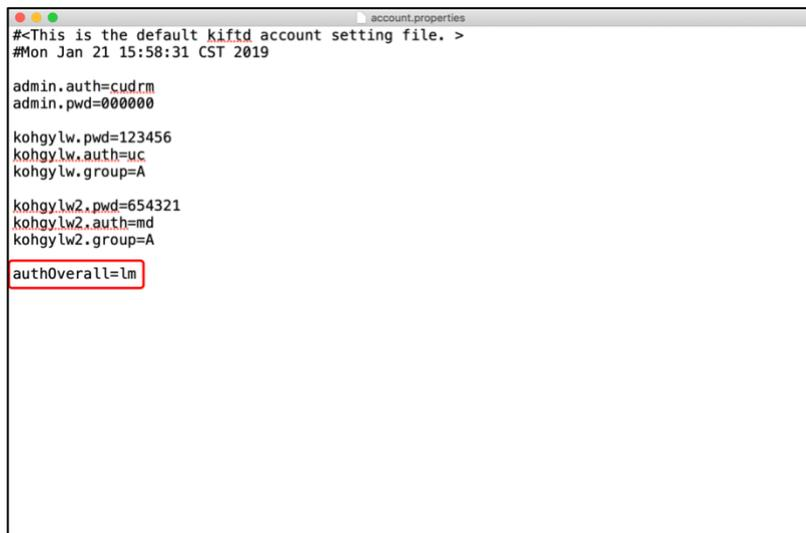 account.properties
#<This is the default kiftd account setting file. >
#Mon Jan 21 15:58:31 CST 2019
admin.auth=cudrm
admin.pwd=000000
kohgylw.pwd=123456
kohgylw.auth=uc
kohgylw.group=A
kohgylw2.pwd=654321
kohgylw2.auth=md
kohgylw2.group=A
authOverall=lm